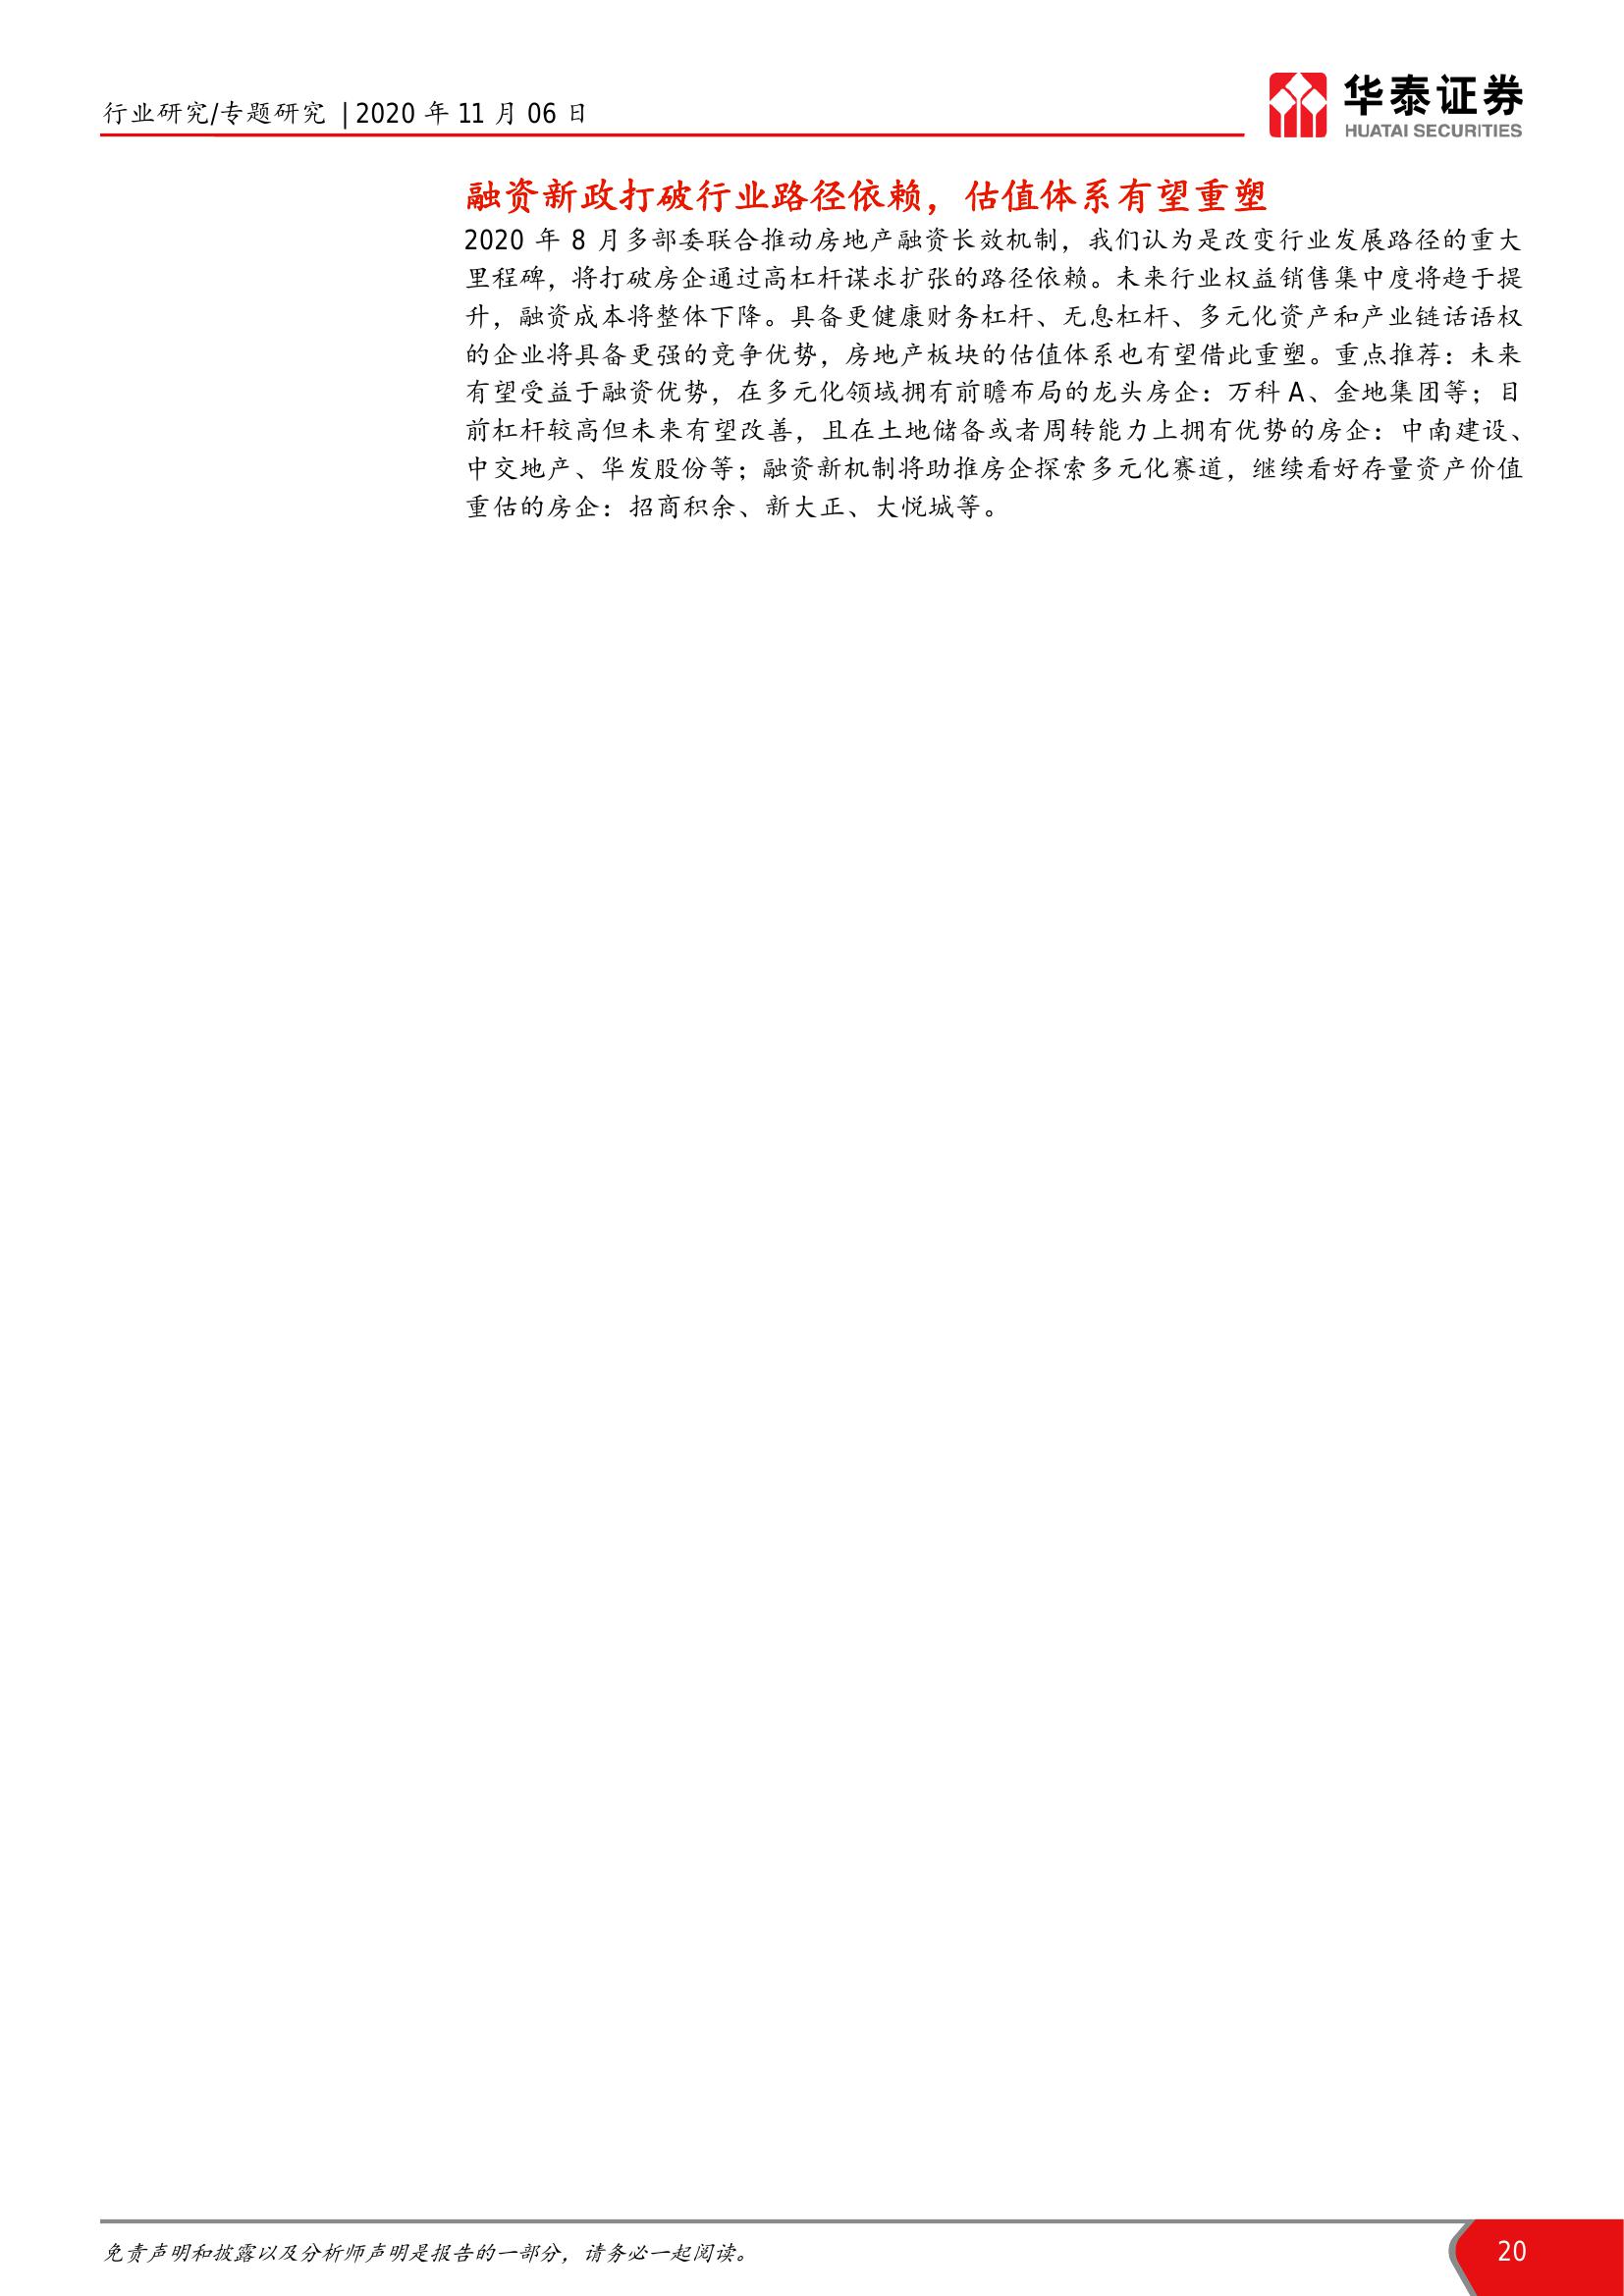 行业研究/专题研究 | 2020 年 11 月 06 日
华泰证券
HUATAI SECURITIES
融资新政打破行业路径依赖，估值体系有望重塑
2020 年 8 月多部委联合推动房地产融资长效机制，我们认为是改变行业发展路径的重大
里程碑，将打破房企通过高杠杆谋求扩张的路径依赖。未来行业权益销售集中度将趋于提
升，融资成本将整体下降。具备更健康财务杠杆、无息杠杆、多元化资产和产业链话语权
的企业将具备更强的竞争优势，房地产板块的估值体系也有望借此重塑。重点推荐：未来
有望受益于融资优势，在多元化领域拥有前瞻布局的龙头房企：万科 A、金地集团等；目
前杠杆较高但未来有望改善，且在土地储备或者周转能力上拥有优势的房企：中南建设、
中交地产、华发股份等；融资新机制将助推房企探索多元化赛道，继续看好存量资产价值
重估的房企：招商积余、新大正、大悦城等。
免责声明和披露以及分析师声明是报告的一部分，请务必一起阅读。
20